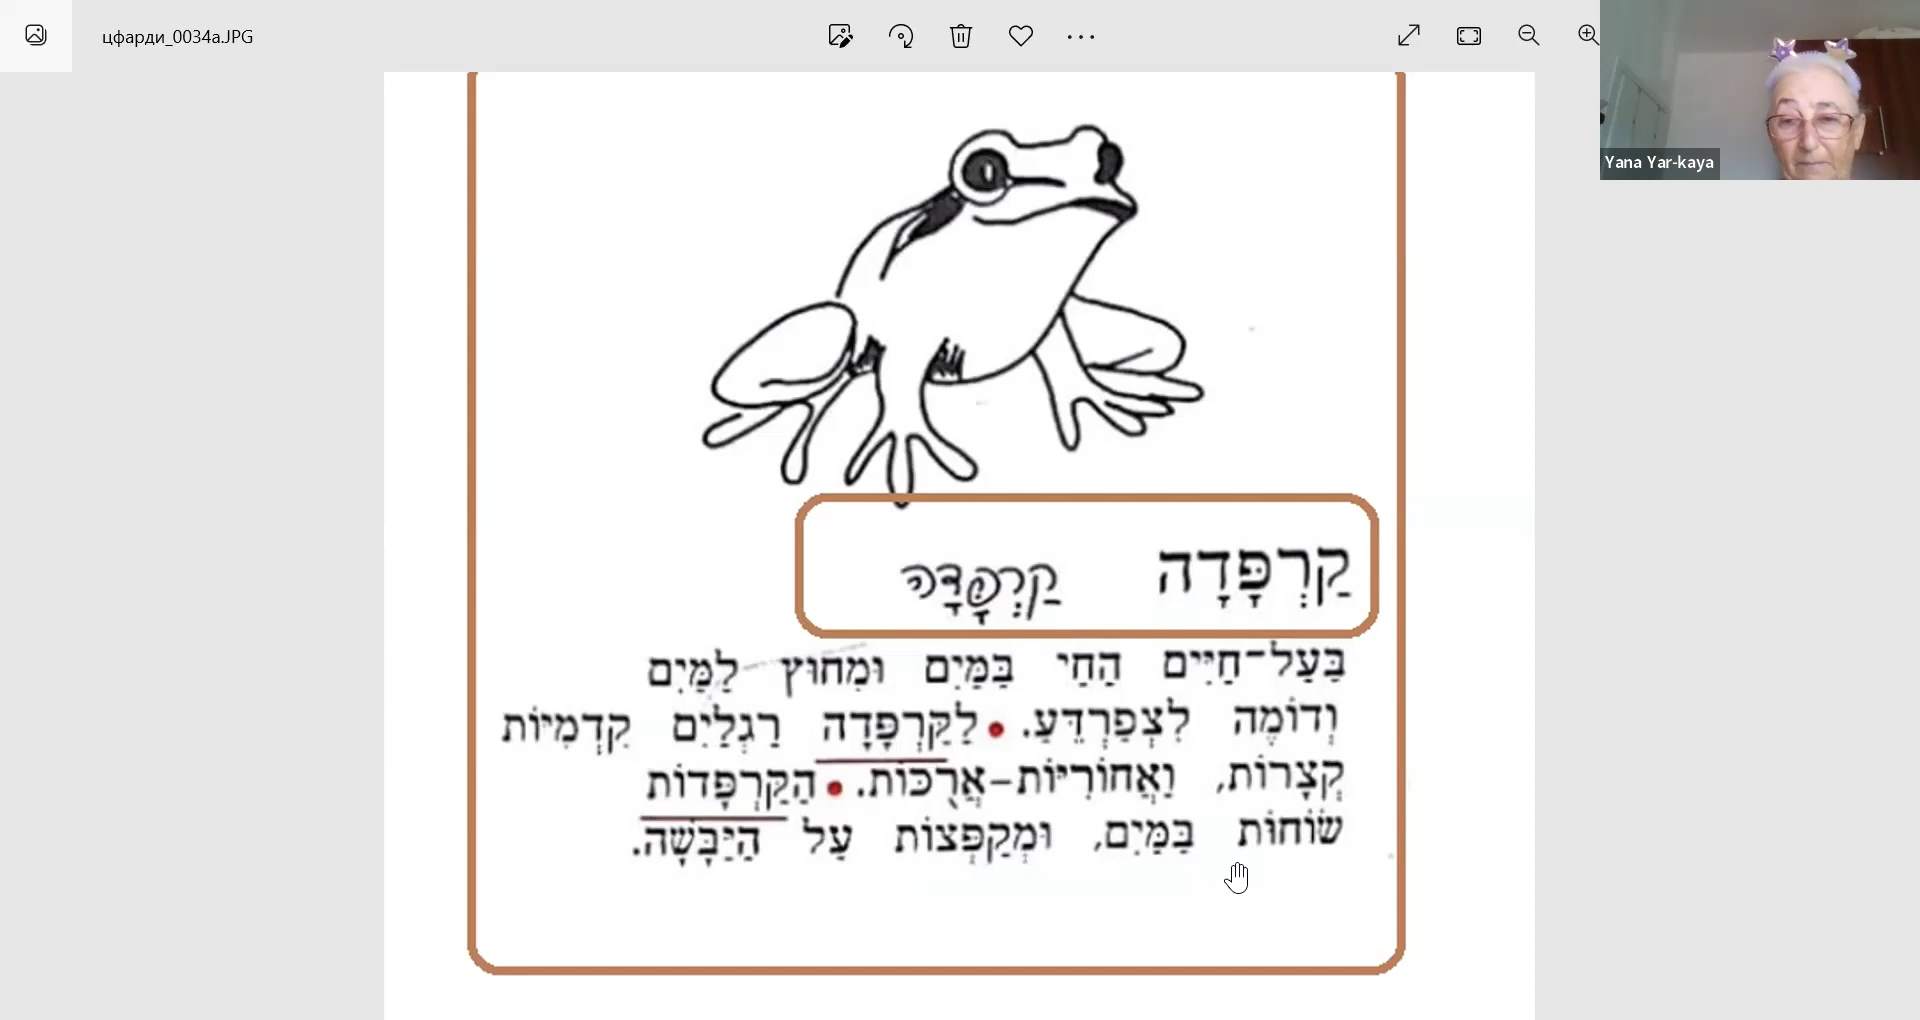 цфарди_0034a.JPG
Yana Yar-kaya
קַרְפָּדָה קַרְפָּדָה
בַּעַל-חַיִּים הַחַי בַּמַּיִם וּמִחוּץ לַמַּיִם
וְדוֹמֶה לִצְפַרְדֵּעַ. • לַקַּרְפָּדָה רַגְלַיִם קִדְמִיּוֹת
קְצָרוֹת, וַאֲחוֹרִיּוֹת–אֲרֻכּוֹת. • הַקַּרְפָּדוֹת
שׂוֹחוֹת בַּמַּיִם, וּמְקַפְּצוֹת עַל הַיַּבָּשָׁה.